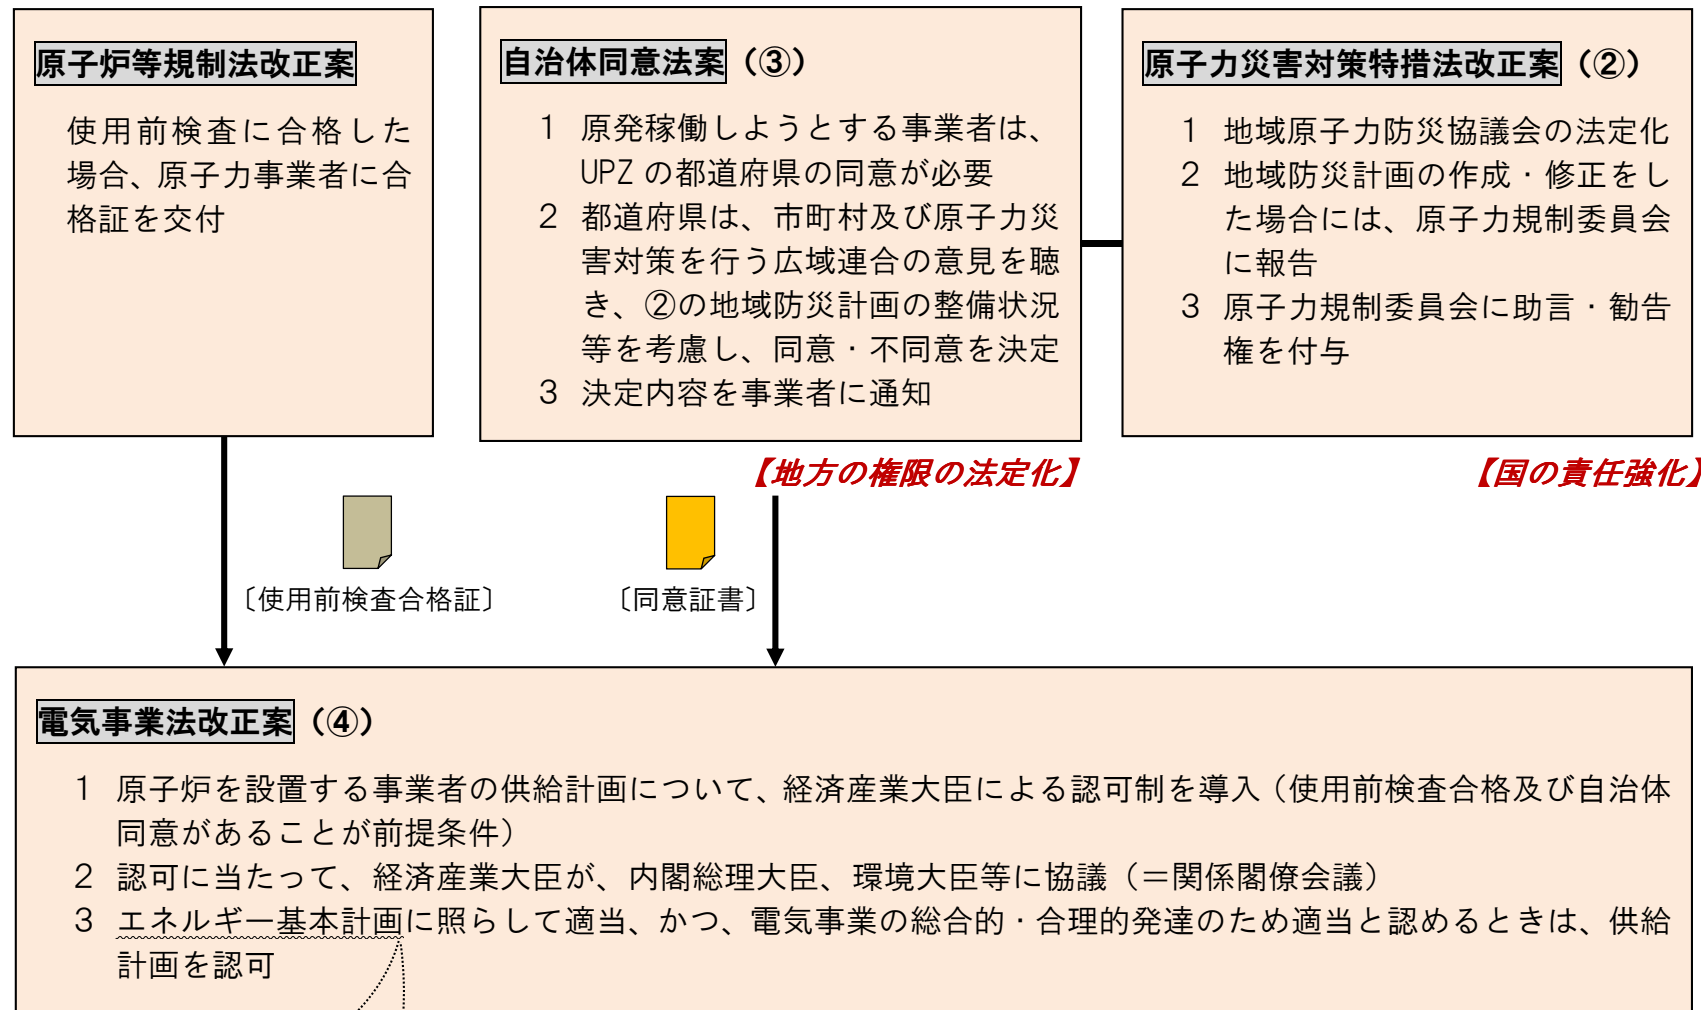 原子炉等規制法改正案
使用前検査に合格した
場合、原子力事業者に合
格証を交付
自治体同意法案（③）
1 原発稼働しようとする事業者は、
UPZ の都道府県の同意が必要
2 都道府県は、市町村及び原子力災
害対策を行う広域連合の意見を聴
き、②の地域防災計画の整備状況
等を考慮し、同意・不同意を決定
3 決定内容を事業者に通知
原子力災害対策特措法改正案（②）
1 地域原子力防災協議会の法定化
2 地域防災計画の作成・修正をし
た場合には、原子力規制委員会
に報告
3 原子力規制委員会に助言・勧告
権を付与
【地方の権限の法定化】
【国の責任強化】
〔使用前検査合格証〕
〔同意証書〕
電気事業法改正案（④）
1 原子炉を設置する事業者の供給計画について、経済産業大臣による認可制を導入（使用前検査合格及び自治体
同意があることが前提条件）
2 認可に当たって、経済産業大臣が、内閣総理大臣、環境大臣等に協議（＝関係閣僚会議）
3 エネルギー基本計画に照らして適当、かつ、電気事業の総合的・合理的発達のため適当と認めるときは、供給
計画を認可